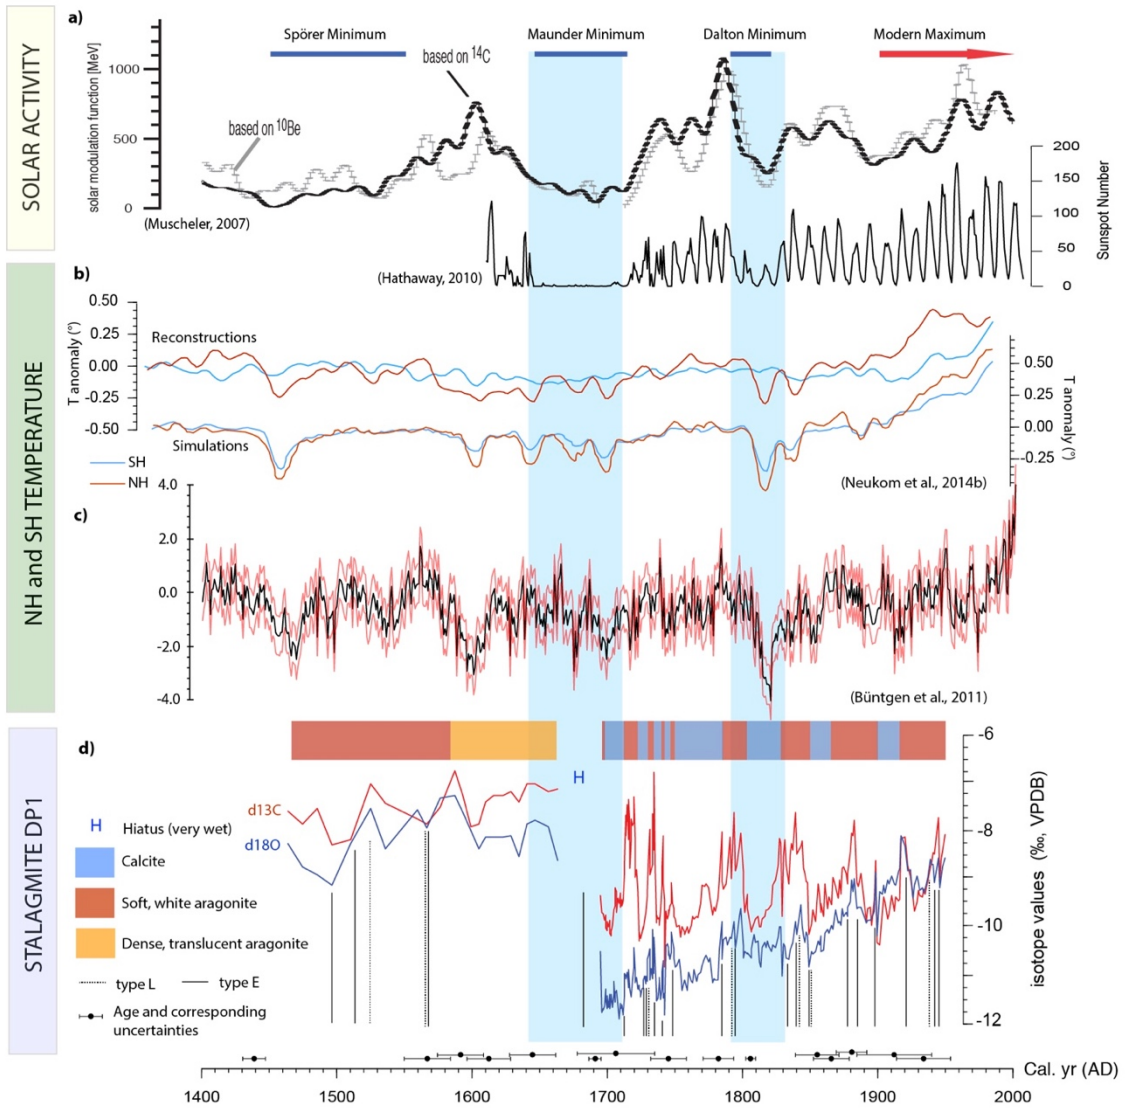 a)
SOLAR ACTIVITY
solar modulation function [MeV]
1000
500
0
Spörer Minimum
Maunder Minimum
Dalton Minimum
Modern Maximum
based on 14C
based on 10Be
(Muscheler, 2007)
(Hathaway, 2010)
200
150
100
50
0
Sunspot Number
b)
NH and SH TEMPERATURE
T anomaly (°)
0.50
0.25
0.00
-0.25
-0.50
Reconstructions
Simulations
SH
NH
0.50
0.25
0.00
-0.25
T anomaly (°)
(Neukom et al., 2014b)
c)
4.0
2.0
0.0
-2.0
-4.0
(Büntgen et al., 2011)
d)
STALAGMITE DP1
H
d13C
d18O
H Hiatus (very wet)
Calcite
Soft, white aragonite
Dense, translucent aragonite
type L
type E
Age and corresponding
uncertainties
-6
-8
-10
-12
isotope values (‰, VPDB)
Cal. yr (AD)
1400 1500 1600 1700 1800 1900 2000